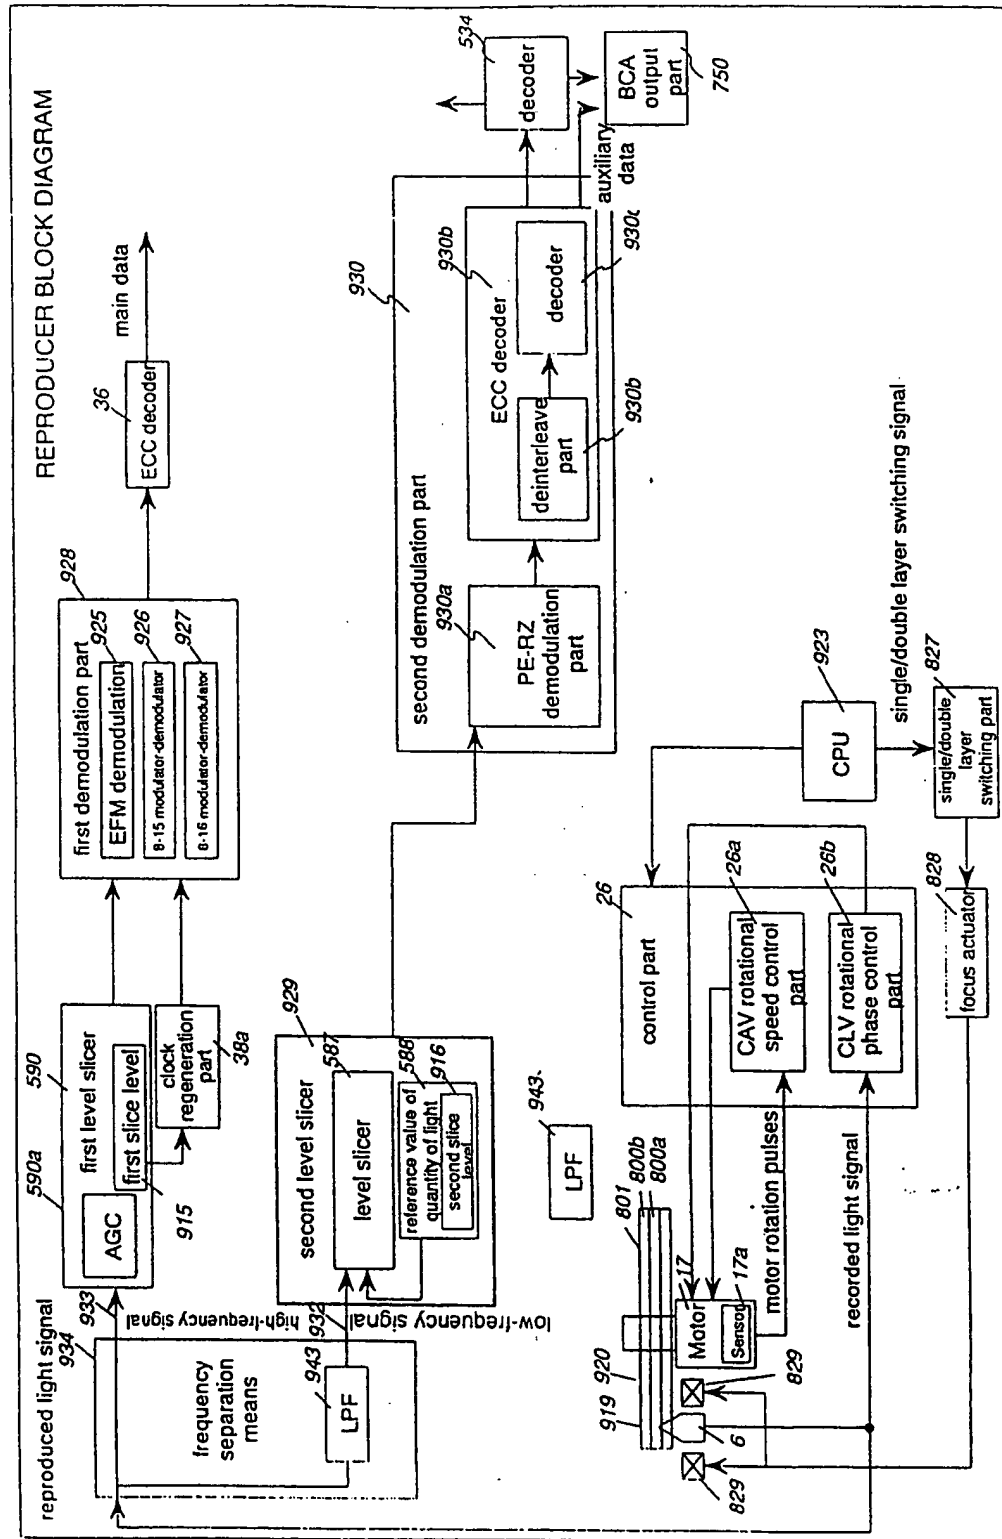 REPRODUCER BLOCK DIAGRAM
reproduced light signal
934
frequency
separation
means
943
LPF
933
high-frequency signal
932
low-frequency signal
590a
590
first level slicer
AGC
first slice level
915
clock
regeneration
part
38a
928
first demodulation part
925
EFM demodulation
926
8-15 modulator-demodulator
927
8-16 modulator-demodulator
36
ECC decoder
main data
929
second level slicer
587
level slicer
588
reference value of
quantity of light
916
second slice
level
930
second demodulation part
930a
PE-RZ
demodulation
part
930b
ECC decoder
deinterleave
part
930b
decoder
930c
auxiliary
data
534
decoder
BCA
output
part
750
LPF
943
919
920
801
800b
800a
17
Motor
17a
Sensor
829
6
829
motor rotation pulses
recorded light signal
26
control part
26a
CAV rotational
speed control
part
26b
CLV rotational
phase control
part
923
CPU
single/double layer switching signal
827
single/double
layer
switching part
828
focus actuator